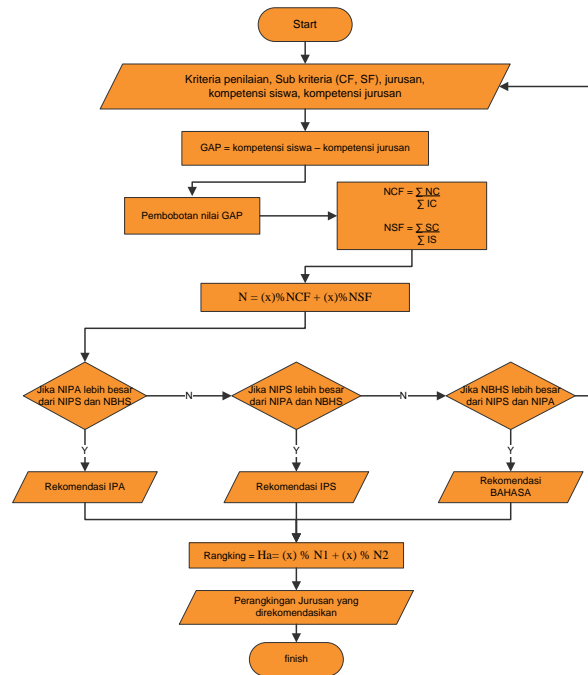 Start
Kriteria penilaian, Sub kriteria (CF, SF), jurusan,
kompetensi siswa, kompetensi jurusan
GAP = kompetensi siswa – kompetensi jurusan
Pembobotan nilai GAP
NCF = ∑ NC
∑ IC
NSF = ∑ SC
∑ IS
N = (x)%NCF + (x)%NSF
Jika NIPA lebih besar
dari NIPS dan NBHS
N
Jika NIPS lebih besar
dari NIPA dan NBHS
N
Jika NBHS lebih besar
dari NIPS dan NIPA
Y
Y
Y
Rekomendasi IPA
Rekomendasi IPS
Rekomendasi
BAHASA
Rangking = Ha= (x) % N1 + (x) % N2
Perangkingan Jurusan yang
direkomendasikan
finish